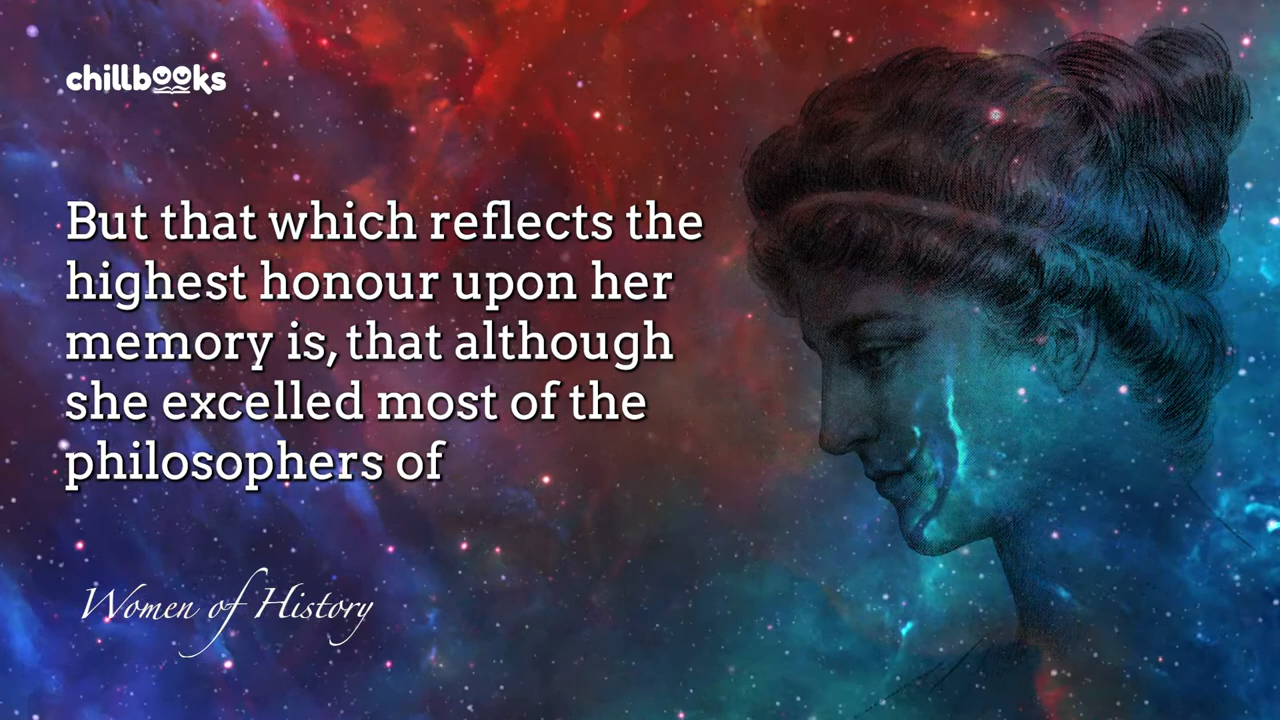 chillbooks
But that which reflects the
highest honour upon her
memory is, that although
she excelled most of the
philosophers of
Women of History